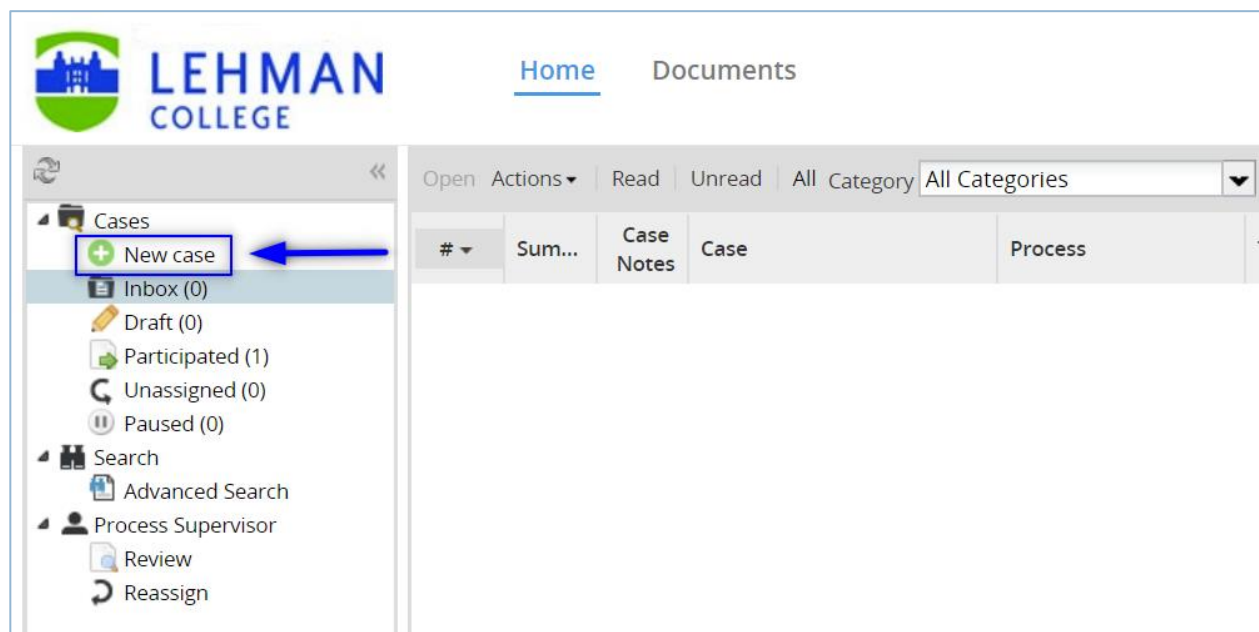 LEHMAN
COLLEGE
Home Documents
Open Actions Read Unread All Category All Categories
Cases
New case
Inbox (0)
Draft (0)
Participated (1)
Unassigned (0)
Paused (0)
Search
Advanced Search
Process Supervisor
Review
Reassign
# Sum... Case Notes Case Process